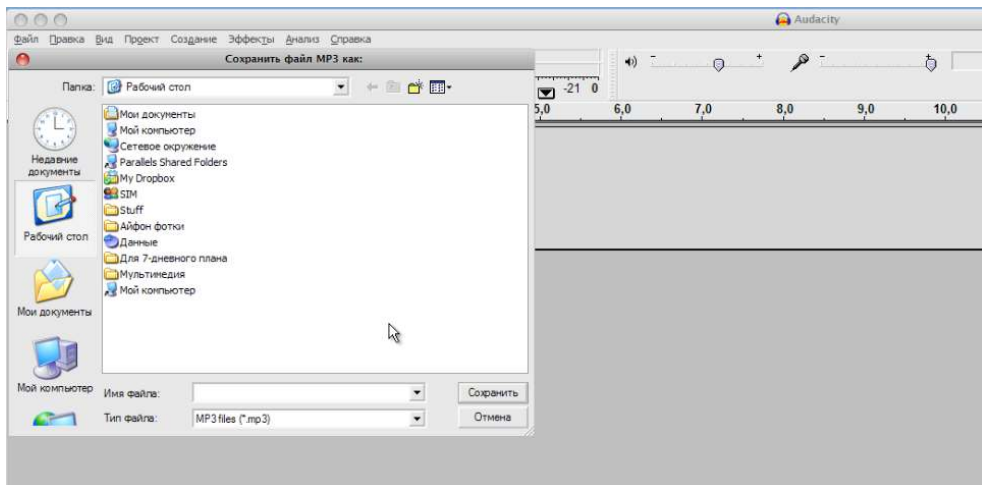 Audacity
Файл Правка Вид Проект Создание Эффекты Анализ Справка
Сохранить файл MP3 как:
Папка: Рабочий стол
-21 0
5,0 6,0 7,0 8,0 9,0 10,0
Недавние документы
Рабочий стол
Мои документы
Мой компьютер
Мои документы
Мой компьютер
Сетевое окружение
Parallels Shared Folders
My Dropbox
SIM
Stuff
Айфон фотки
Данные
Для 7-дневного плана
Мультимедия
Мой компьютер
Имя файла:
Сохранить
Тип файла: MP3 files (*.mp3)
Отмена